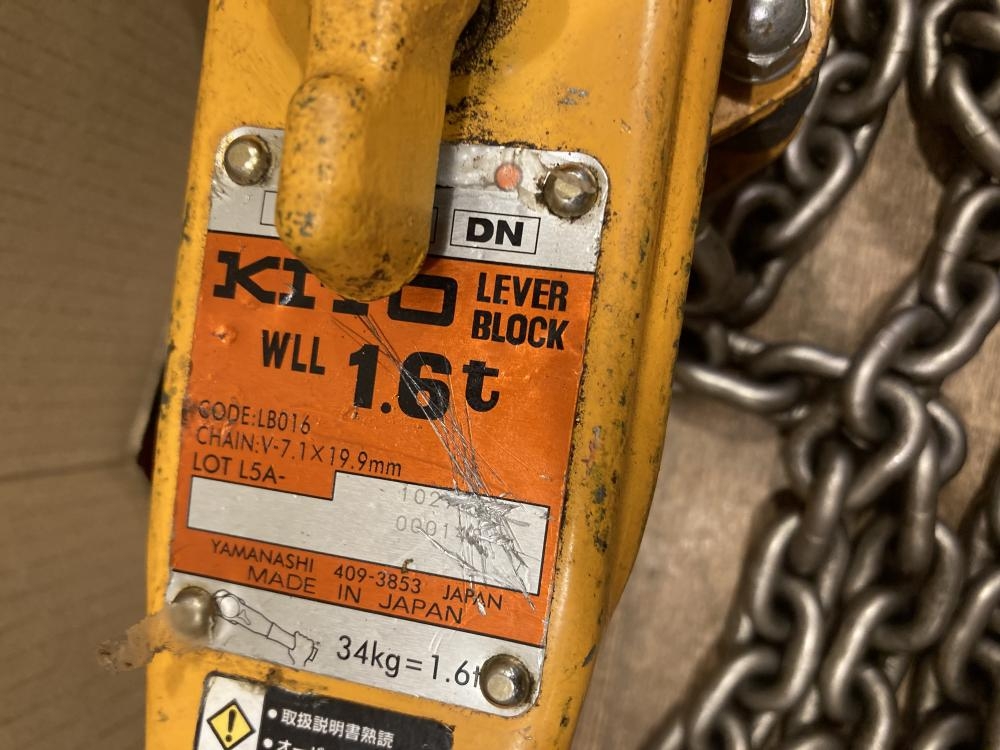 DN
KITO LEVER BLOCK
WLL 1.6t
CODE:LB016
CHAIN:V-7.1×19.9mm
LOT L5A-
YAMANASHI 409-3853 JAPAN
MADE IN JAPAN
34kg=1.6t
• 取扱説明書熟読